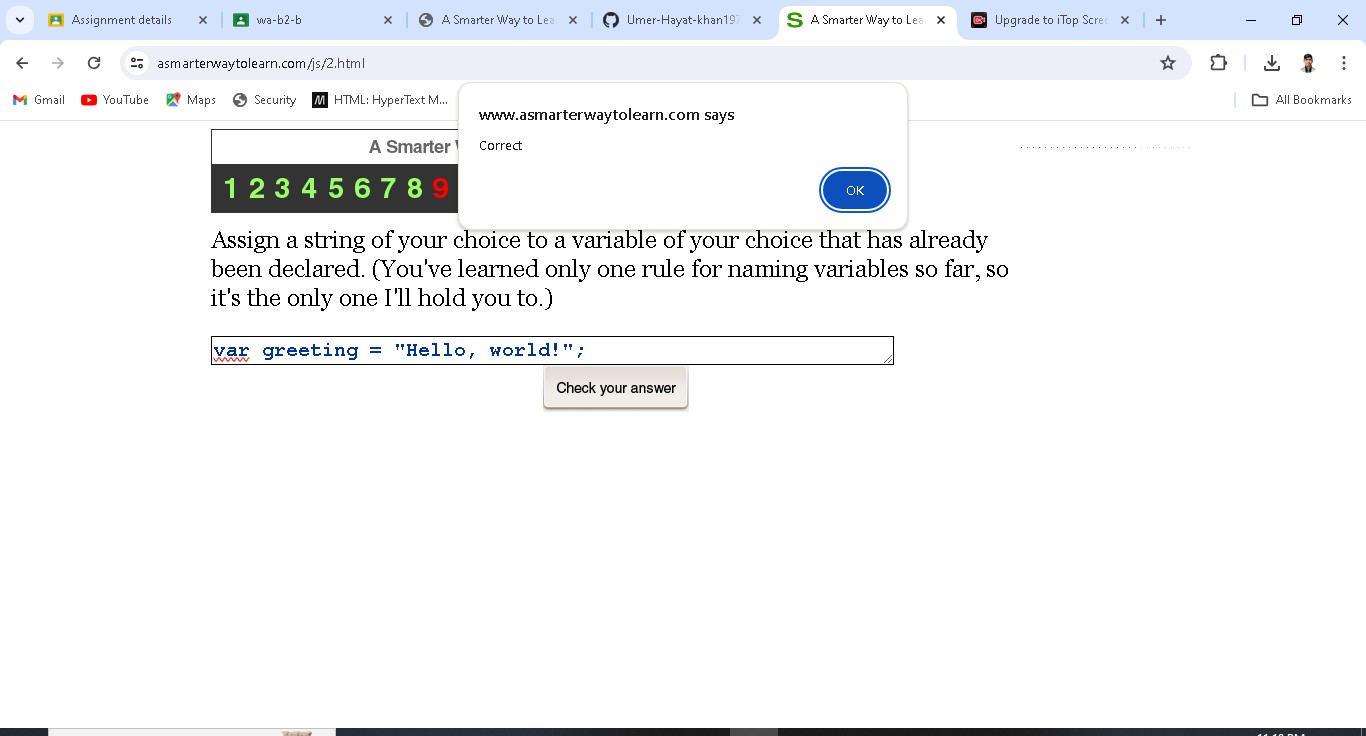 Assignment details
wa-b2-b
A Smarter Way to Lea
Umer-Hayat-khan197
A Smarter Way to Lea
Upgrade to iTop Scree
asmarterwaytolearn.com/js/2.html
Gmail
YouTube
Maps
Security
HTML: HyperText M...
All Bookmarks
www.asmarterwaytolearn.com says
Correct
OK
A Smarter
1 2 3 4 5 6 7 8 9
Assign a string of your choice to a variable of your choice that has already
been declared. (You've learned only one rule for naming variables so far, so
it's the only one I'll hold you to.)
var greeting = "Hello, world!";
Check your answer